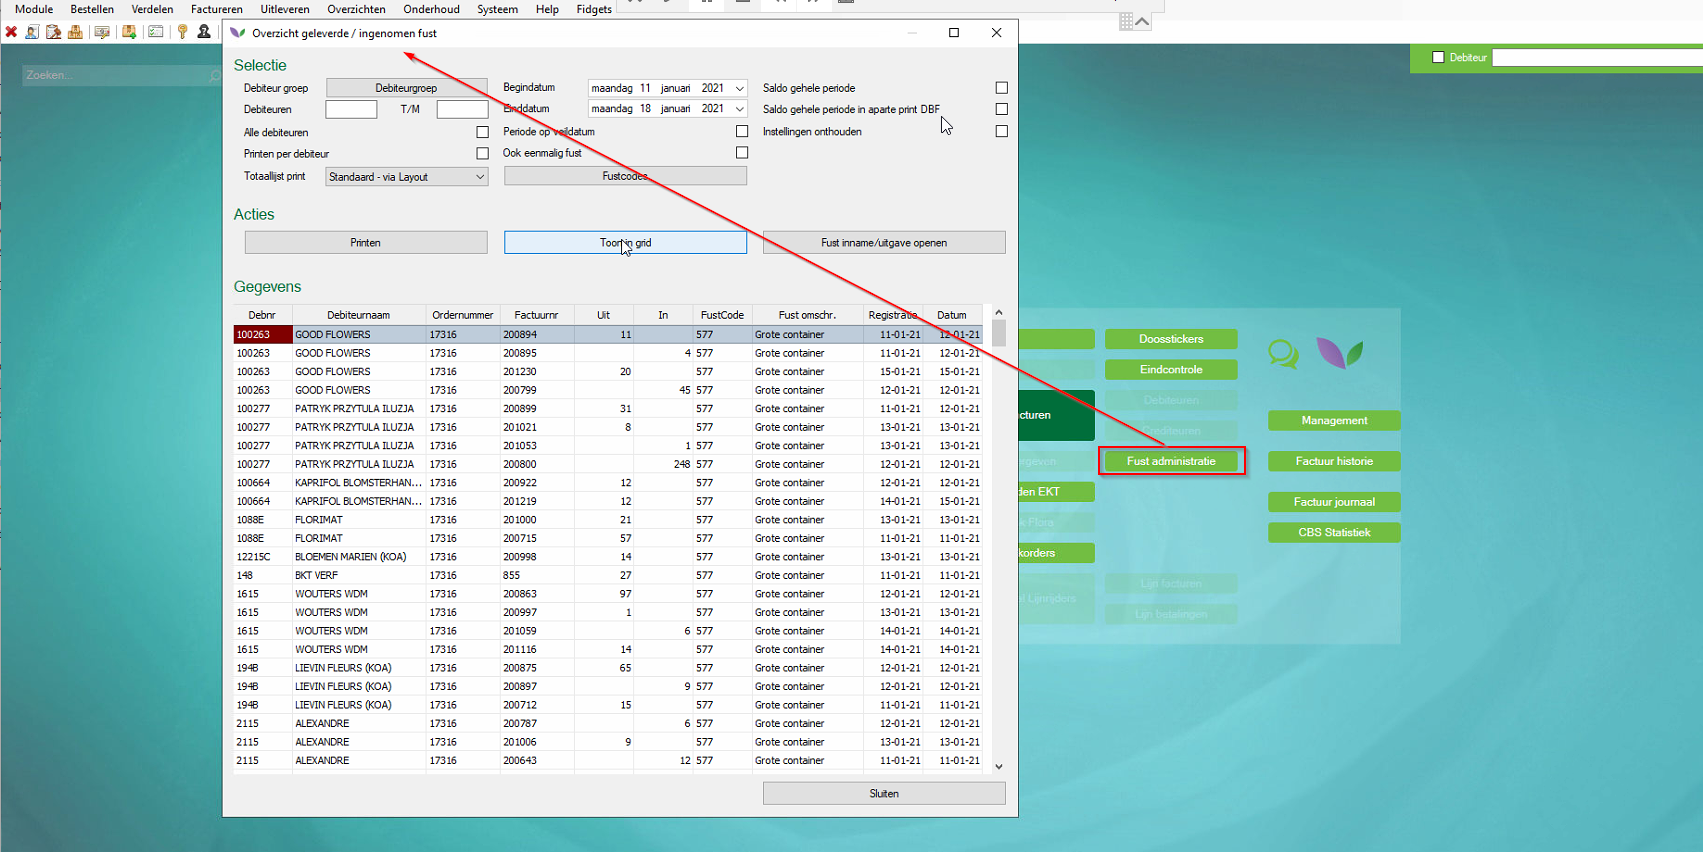 Module Bestellen Verdelen Factureren Uitleveren Overzichten Onderhoud Systeem Help Fidgets
Zoeken...
Debiteur
Overzicht geleverde / ingenomen fust
Selectie
Debiteur groep Debiteurgroep Begindatum maandag 11 januari 2021 Saldo gehele periode
Debiteuren T/M Einddatum maandag 18 januari 2021 Saldo gehele periode in aparte print DBF
Alle debiteuren Periode op veildatum Instellingen onthouden
Printen per debiteur Ook eenmalig fust
Totaallijst print Standaard - via Layout Fustcodes
Acties
Printen Toon in grid Fust inname/uitgave openen
Gegevens
Debnr Debiteurnaam Ordernummer Factuurnr Uit In FustCode Fust omschr. Registratie Datum
100263 GOOD FLOWERS 17316 200894 11 577 Grote container 11-01-21 12-01-21
100263 GOOD FLOWERS 17316 200895 4 577 Grote container 11-01-21 12-01-21
100263 GOOD FLOWERS 17316 201230 20 577 Grote container 15-01-21 15-01-21
100263 GOOD FLOWERS 17316 200799 45 577 Grote container 12-01-21 12-01-21
100277 PATRYK PRZYTULA ILUZJA 17316 200899 31 577 Grote container 11-01-21 12-01-21
100277 PATRYK PRZYTULA ILUZJA 17316 201021 8 577 Grote container 13-01-21 13-01-21
100277 PATRYK PRZYTULA ILUZJA 17316 201053 1 577 Grote container 13-01-21 13-01-21
100277 PATRYK PRZYTULA ILUZJA 17316 200800 248 577 Grote container 12-01-21 12-01-21
100664 KAPRIFOL BLOMSTERHAN... 17316 200922 12 577 Grote container 12-01-21 12-01-21
100664 KAPRIFOL BLOMSTERHAN... 17316 201219 12 577 Grote container 14-01-21 15-01-21
1088E FLORIMAT 17316 201000 21 577 Grote container 13-01-21 13-01-21
1088E FLORIMAT 17316 200715 57 577 Grote container 11-01-21 11-01-21
12215C BLOEMEN MARIEN (KOA) 17316 200998 14 577 Grote container 13-01-21 13-01-21
148 BKT VERF 17316 855 27 577 Grote container 11-01-21 11-01-21
1615 WOUTERS WDM 17316 200863 97 577 Grote container 12-01-21 12-01-21
1615 WOUTERS WDM 17316 200997 1 577 Grote container 13-01-21 13-01-21
1615 WOUTERS WDM 17316 201059 6 577 Grote container 14-01-21 14-01-21
1615 WOUTERS WDM 17316 201116 14 577 Grote container 14-01-21 14-01-21
194B LIEVIN FLEURS (KOA) 17316 200875 65 577 Grote container 12-01-21 12-01-21
194B LIEVIN FLEURS (KOA) 17316 200897 9 577 Grote container 12-01-21 12-01-21
194B LIEVIN FLEURS (KOA) 17316 200712 15 577 Grote container 11-01-21 11-01-21
2115 ALEXANDRE 17316 200787 6 577 Grote container 12-01-21 12-01-21
2115 ALEXANDRE 17316 201006 9 577 Grote container 13-01-21 13-01-21
2115 ALEXANDRE 17316 200643 12 577 Grote container 11-01-21 11-01-21
Sluiten
Doosstickers
Eindcontrole
Debiteuren
cturen Management
Crediteuren
rgeven Fust administratie Factuur historie
den EKT Factuur journaal
k Flora CBS Statistiek
korders
Lijn facturen
el Lijnrijders
Lijn betalingen